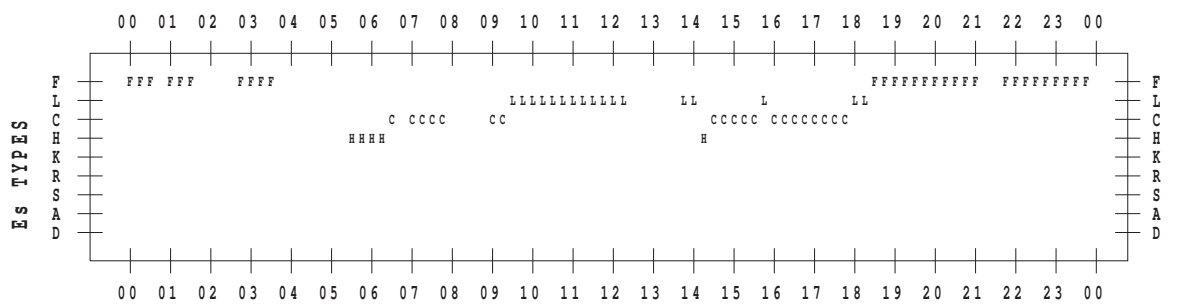 00 01 02 03 04 05 06 07 08 09 10 11 12 13 14 15 16 17 18 19 20 21 22 23 00
F FFF FFF FFFF FFFFFFFFFFF FFFFFFFFF F
L LLLLLLLLLLLL LL L LL L
C C CCCC CC CCCCC CCCCCCCC C
H HHHH H H
K K
R R
S S
A A
D D
Es TYPES
00 01 02 03 04 05 06 07 08 09 10 11 12 13 14 15 16 17 18 19 20 21 22 23 00